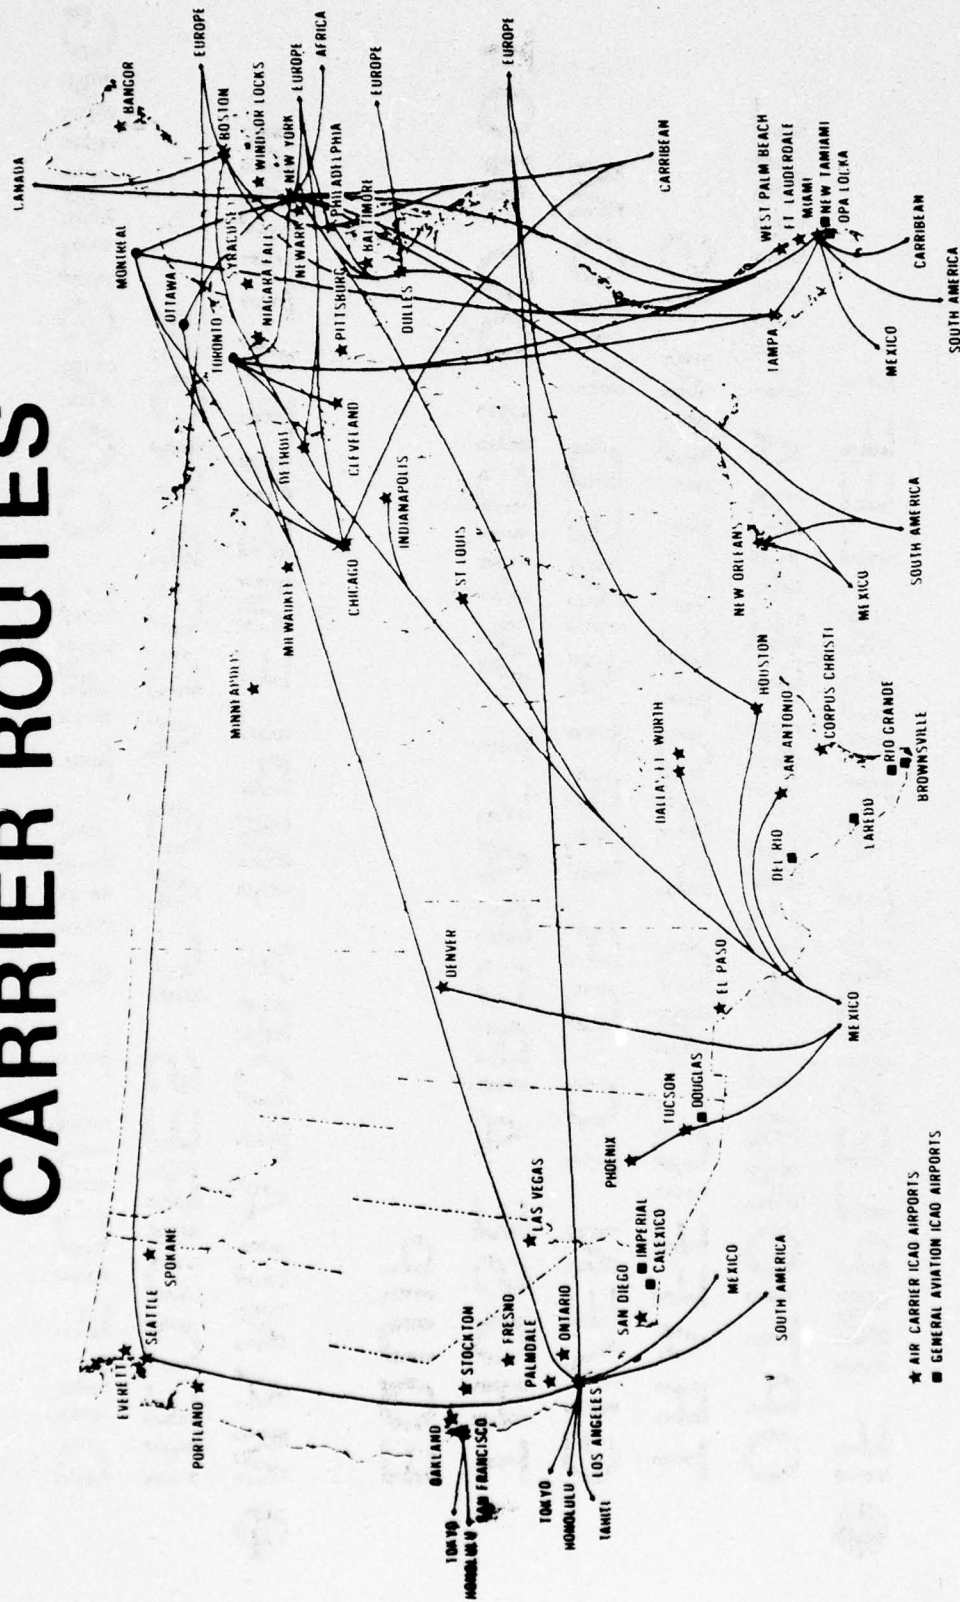 CARRIER ROUTES
CANADA
BANGOR
EUROPE
BOSTON
WINDSOR LOCKS
NEW YORK
EUROPE
AFRICA
MONTREAL
OTTAWA
SYRACUSE
TORONTO
NIAGARA FALLS
NEWARK
PHILADELPHIA
BALTIMORE
PITTSBURG
DULLES
EUROPE
EUROPE
CARRIBEAN
DETROIT
CLEVELAND
CHICAGO
INDIANAPOLIS
MILWAUKEE
MINNEAPOLIS
ST LOUIS
WEST PALM BEACH
FT LAUDERDALE
MIAMI
NEW TAMIAMI
OPA LOCKA
TAMPA
CARRIBEAN
SOUTH AMERICA
MEXICO
NEW ORLEANS
SOUTH AMERICA
MEXICO
HOUSTON
DALLAS FT WORTH
SAN ANTONIO
CORPUS CHRISTI
RIO GRANDE
BROWNSVILLE
LAREDO
DEL RIO
DENVER
EL PASO
MEXICO
TUCSON
DOUGLAS
PHOENIX
SPOKANE
SEATTLE
EVERETT
PORTLAND
LAS VEGAS
IMPERIAL
CALEXICO
SAN DIEGO
MEXICO
SOUTH AMERICA
STOCKTON
FRESNO
PALMDALE
ONTARIO
LOS ANGELES
OAKLAND
SAN FRANCISCO
TOKYO
HONOLULU
TOKYO
HONOLULU
TAHITI
★ AIR CARRIER ICAO AIRPORTS
■ GENERAL AVIATION ICAO AIRPORTS